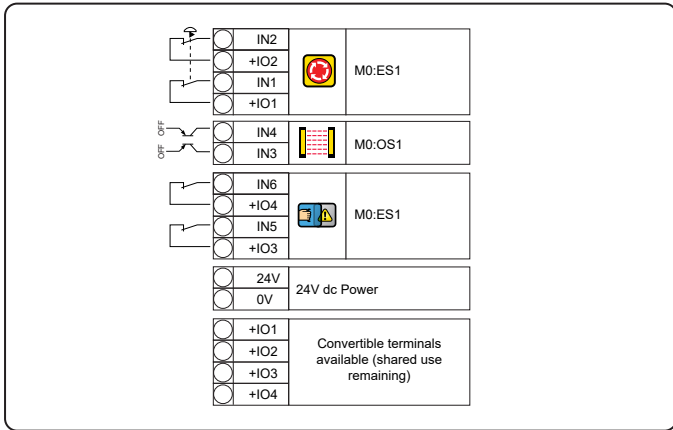 IN2
+IO2
IN1
+IO1
M0:ES1
OFF
OFF
IN4
IN3
M0:OS1
IN6
+IO4
IN5
+IO3
M0:ES1
24V
0V
24V dc Power
+IO1
+IO2
+IO3
+IO4
Convertible terminals
available (shared use
remaining)